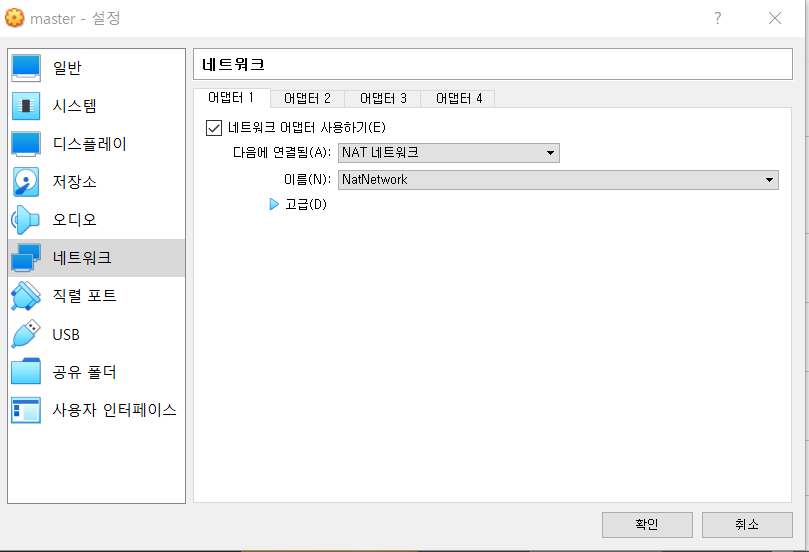 master - 설정
?
일반
시스템
디스플레이
저장소
오디오
네트워크
직렬 포트
USB
공유 폴더
사용자 인터페이스
네트워크
어댑터 1 어댑터 2 어댑터 3 어댑터 4
네트워크 어댑터 사용하기(E)
다음에 연결됨(A): NAT 네트워크
이름(N): NatNetwork
고급(D)
확인 취소